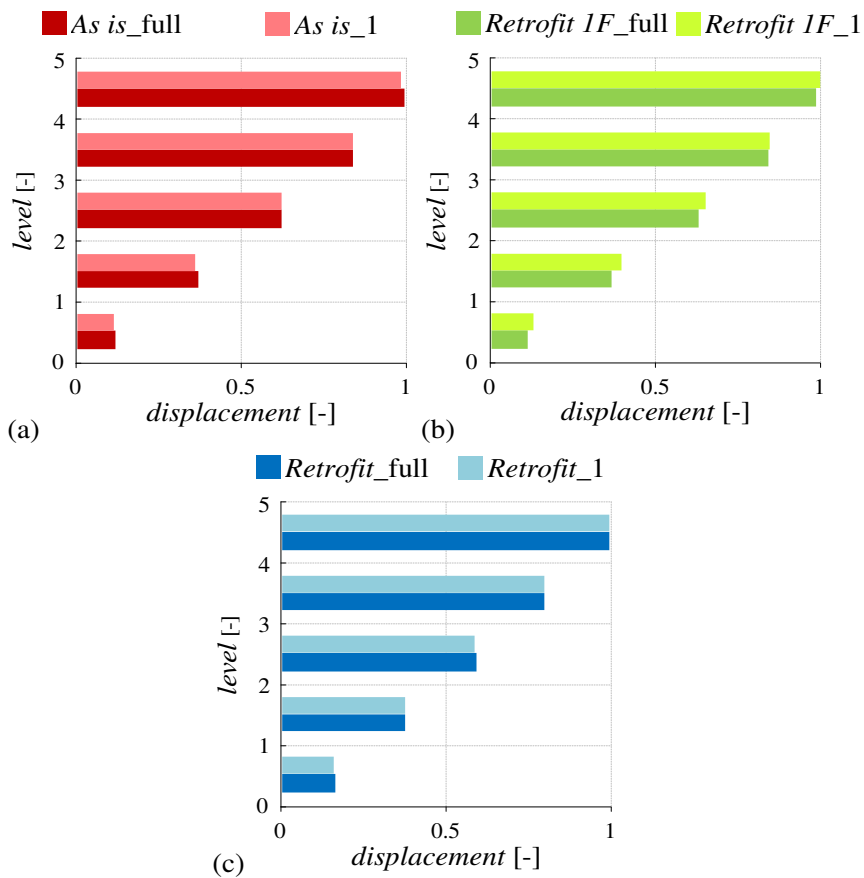 As is_full As is_1
5
4
3
2
1
0
level [-]
0 0.5 1
displacement [-]
(a)
Retrofit 1F_full Retrofit 1F_1
5
4
3
2
1
0
level [-]
0 0.5 1
displacement [-]
(b)
Retrofit_full Retrofit_1
5
4
3
2
1
0
level [-]
0 0.5 1
displacement [-]
(c)